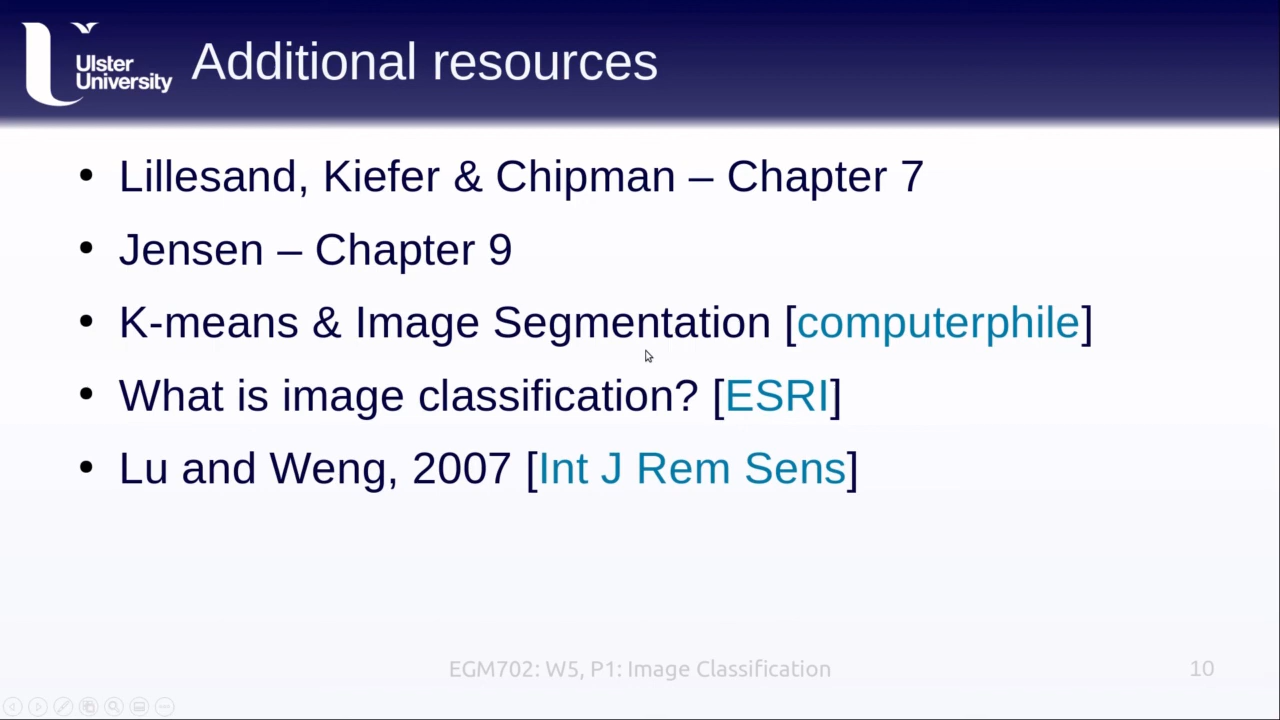 Ulster
University
Additional resources
• Lillesand, Kiefer & Chipman – Chapter 7
• Jensen – Chapter 9
• K-means & Image Segmentation [computerphile]
• What is image classification? [ESRI]
• Lu and Weng, 2007 [Int J Rem Sens]
EGM702: W5, P1: Image Classification
10